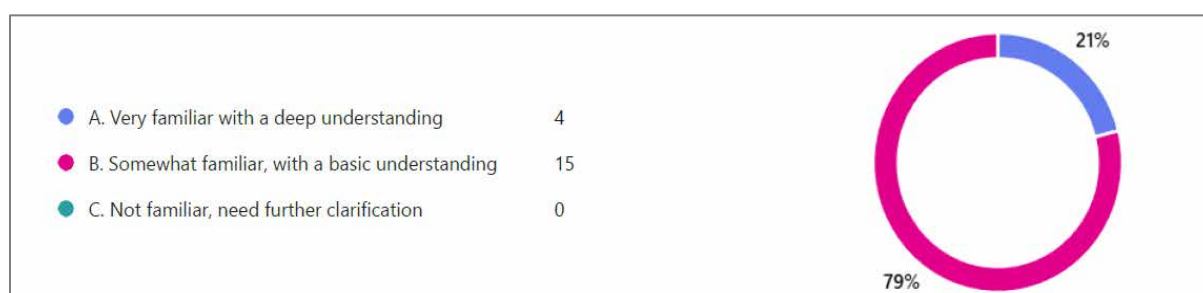 A. Very familiar with a deep understanding 4
B. Somewhat familiar, with a basic understanding 15
C. Not familiar, need further clarification 0
21%
79%